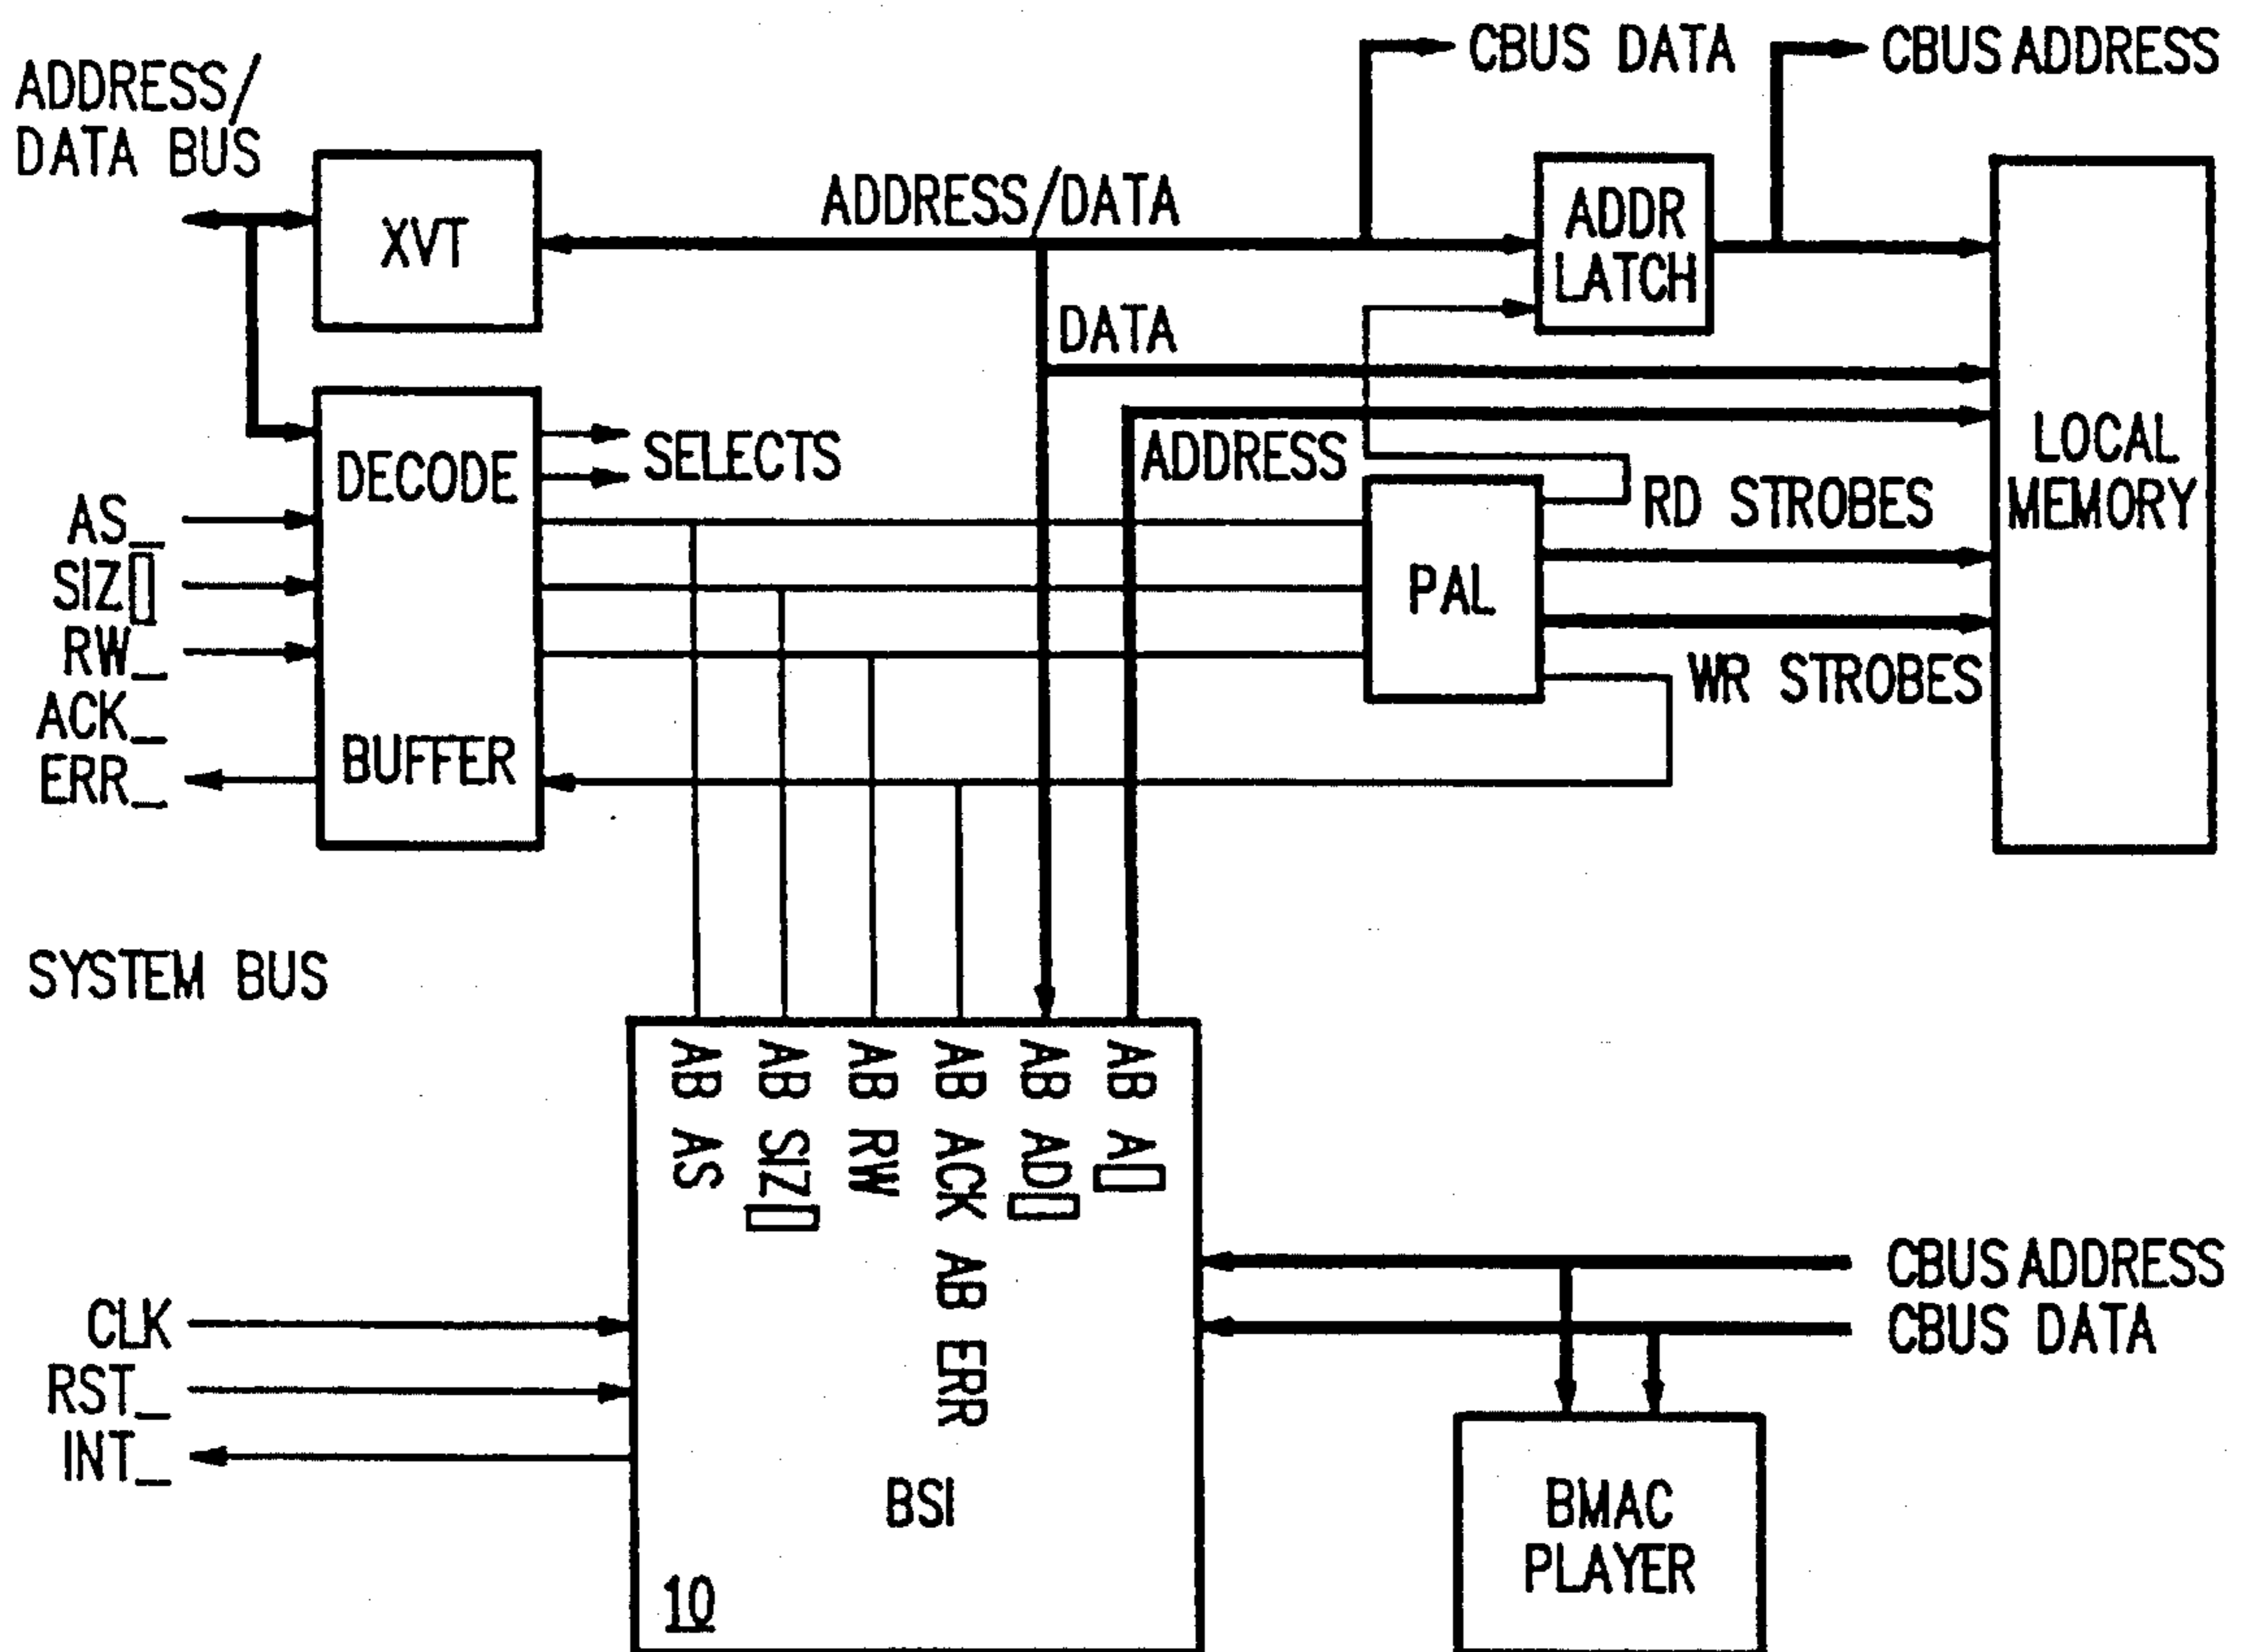 CBUS DATA
CBUS ADDRESS
ADDRESS/
DATA BUS
XVT
ADDRESS/DATA
ADDR
LATCH
DATA
LOCAL
MEMORY
DECODE
SELECTS
ADDRESS
RD STROBES
AS_
SIZ[]
RW_
ACK_
ERR_
PAL
WR STROBES
BUFFER
SYSTEM BUS
AB AS
AB SIZ[]
AB RW
AB ACK AB ERR
AB AD[]
AB A[]
CBUS ADDRESS
CBUS DATA
CLK
RST_
INT_
BSI
10
BMAC
PLAYER